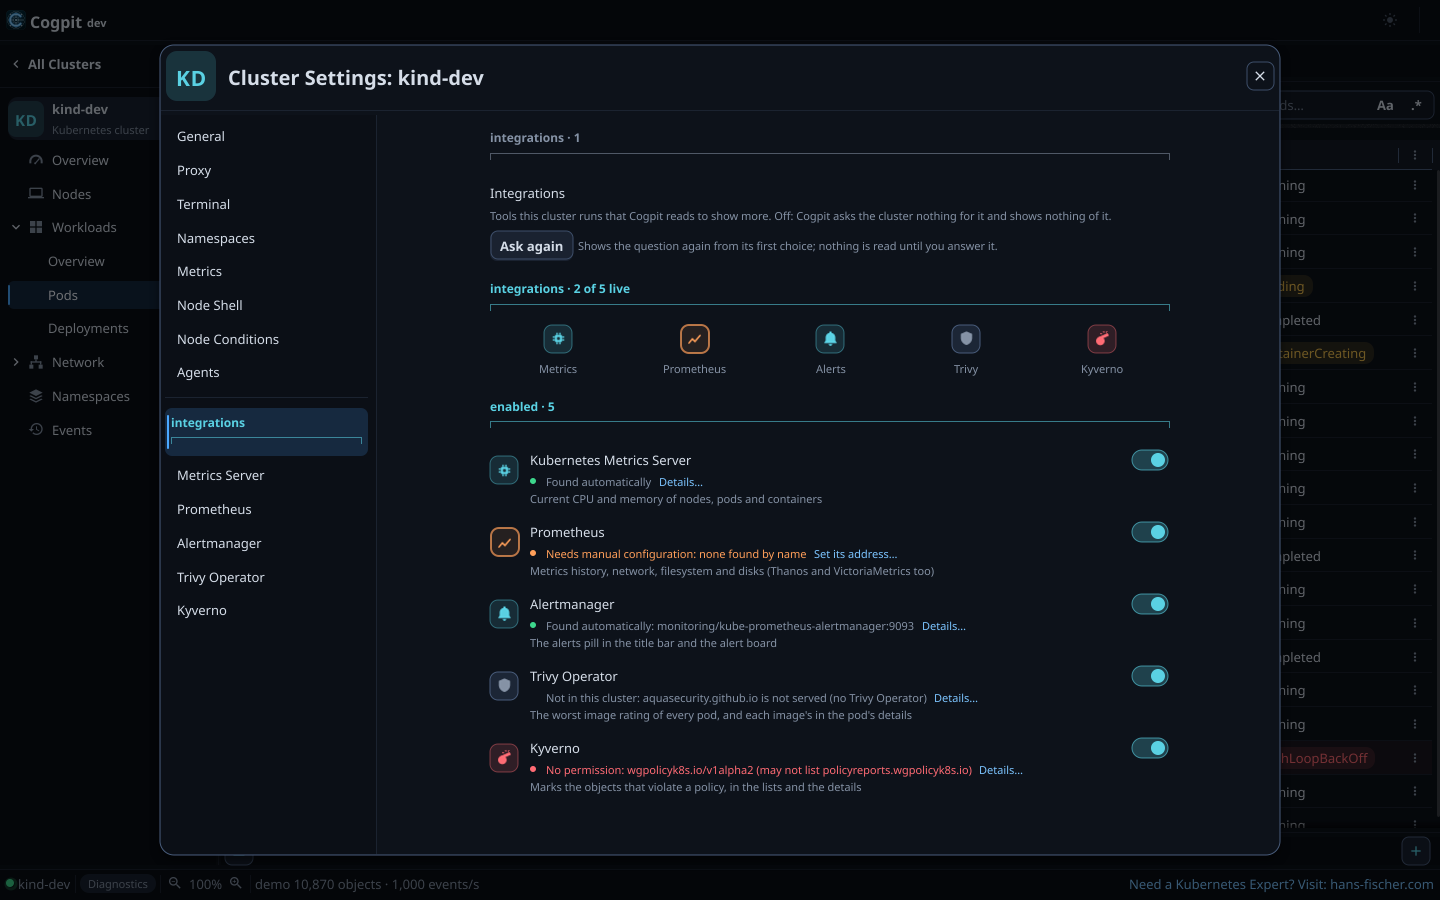 Cogpit dev
All Clusters
KD
kind-dev
Kubernetes cluster
Overview
Nodes
Workloads
Overview
Pods
Deployments
Network
Namespaces
Events
KD
Cluster Settings: kind-dev
General
Proxy
Terminal
Namespaces
Metrics
Node Shell
Node Conditions
Agents
integrations
Metrics Server
Prometheus
Alertmanager
Trivy Operator
Kyverno
integrations · 1
Integrations
Tools this cluster runs that Cogpit reads to show more. Off: Cogpit asks the cluster nothing for it and shows nothing of it.
Ask again Shows the question again from its first choice; nothing is read until you answer it.
integrations · 2 of 5 live
Metrics Prometheus Alerts Trivy Kyverno
enabled · 5
Kubernetes Metrics Server
Found automatically Details...
Current CPU and memory of nodes, pods and containers
Prometheus
Needs manual configuration: none found by name Set its address...
Metrics history, network, filesystem and disks (Thanos and VictoriaMetrics too)
Alertmanager
Found automatically: monitoring/kube-prometheus-alertmanager:9093 Details...
The alerts pill in the title bar and the alert board
Trivy Operator
Not in this cluster: aquasecurity.github.io is not served (no Trivy Operator) Details...
The worst image rating of every pod, and each image's in the pod's details
Kyverno
No permission: wgpolicyk8s.io/v1alpha2 (may not list policyreports.wgpolicyk8s.io) Details...
Marks the objects that violate a policy, in the lists and the details
ds... Aa .*
ning
ning
ning
ding
pleted
tainerCreating
ning
ning
ning
ning
ning
pleted
ning
ning
pleted
ning
ning
hLoopBackOff
ning
ning
kind-dev Diagnostics 100% demo 10,870 objects · 1,000 events/s
Need a Kubernetes Expert? Visit: hans-fischer.com